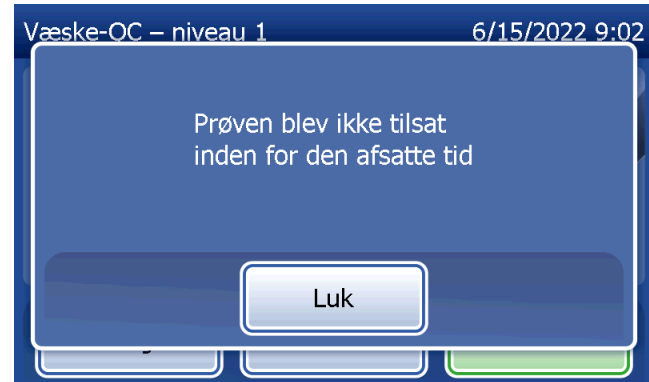 Væske-QC – niveau 1
6/15/2022 9:02
Prøven blev ikke tilsat
inden for den afsatte tid
Luk